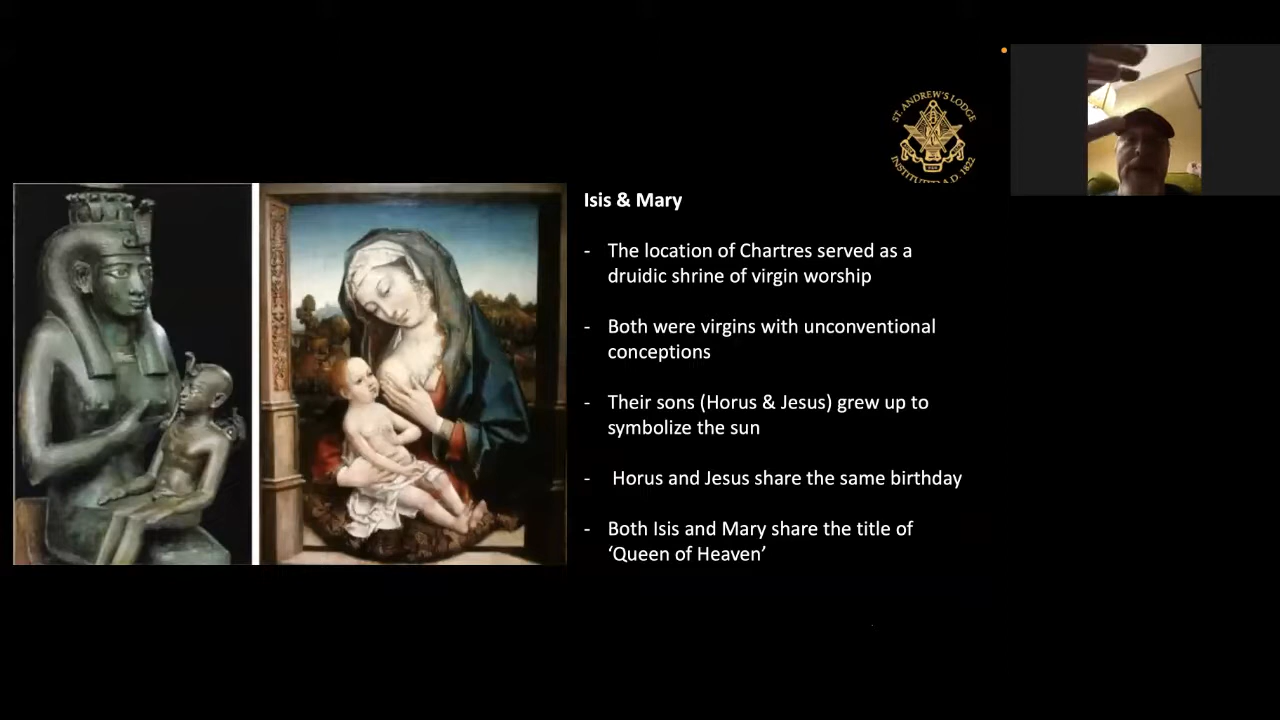 ST. ANDREW'S LODGE
INSTITUTED A.D. 1822
Isis & Mary
- The location of Chartres served as a
druidic shrine of virgin worship
- Both were virgins with unconventional
conceptions
- Their sons (Horus & Jesus) grew up to
symbolize the sun
- Horus and Jesus share the same birthday
- Both Isis and Mary share the title of
‘Queen of Heaven’